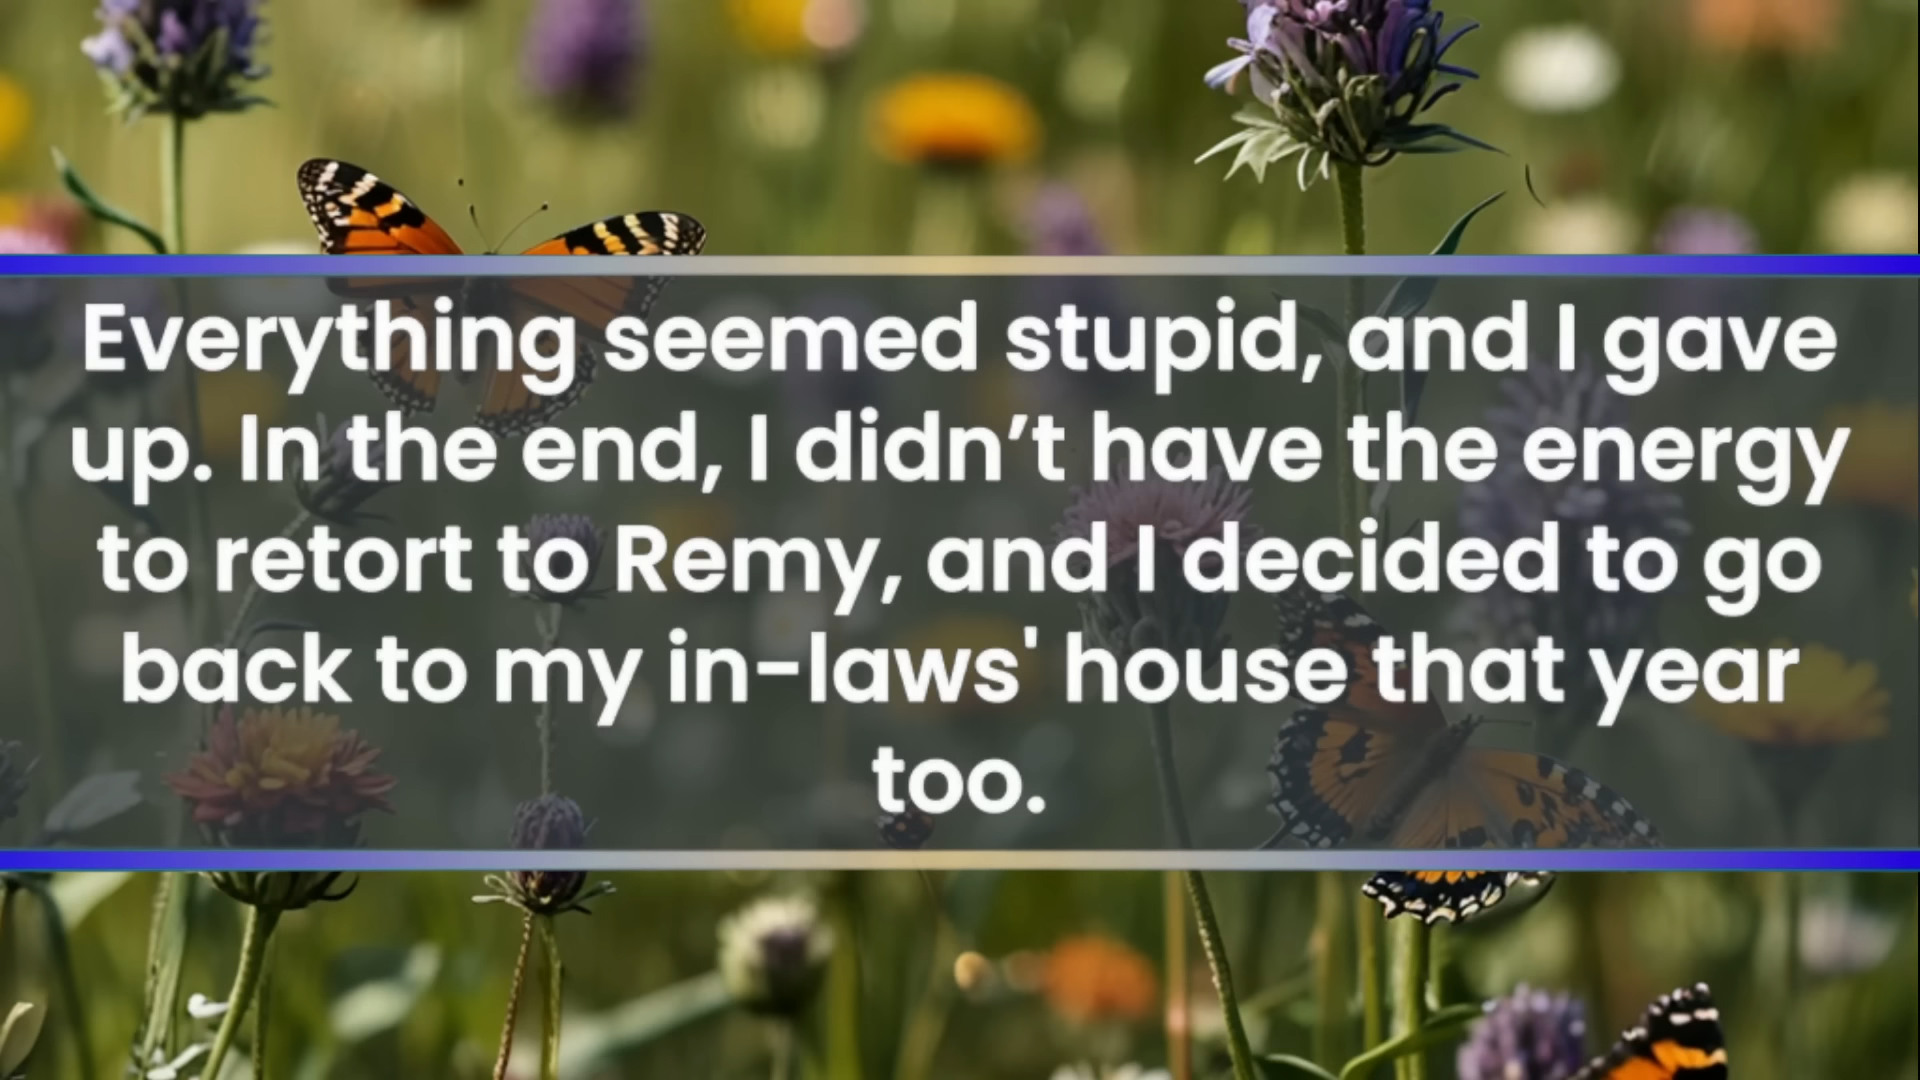 Everything seemed stupid, and I gave
up. In the end, I didn’t have the energy
to retort to Remy, and I decided to go
back to my in-laws' house that year
too.